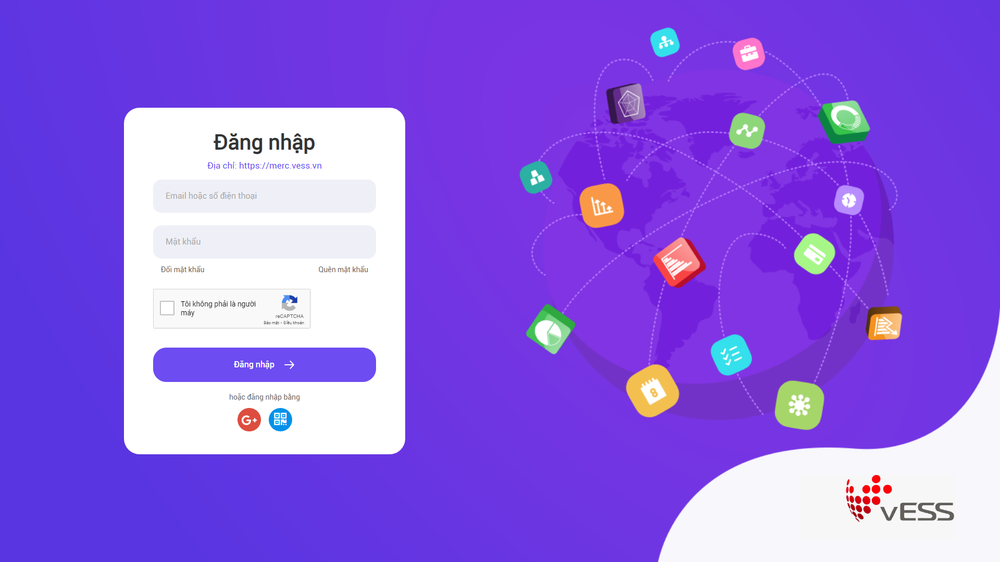 Đăng nhập
Địa chỉ: https://merc.vess.vn
Email hoặc số điện thoại
Mật khẩu
Đổi mật khẩu
Quên mật khẩu
Tôi không phải là người
máy
reCAPTCHA
Bảo mật - Điều khoản
Đăng nhập
hoặc đăng nhập bằng
G+
8
vESS